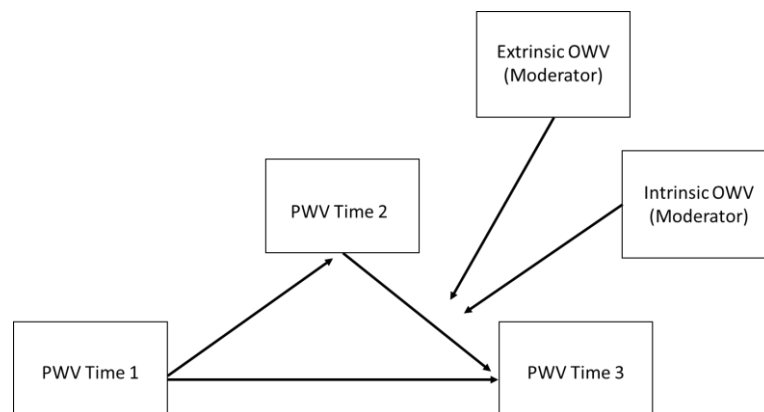 Extrinsic OWV
(Moderator)
Intrinsic OWV
(Moderator)
PWV Time 2
PWV Time 1
PWV Time 3